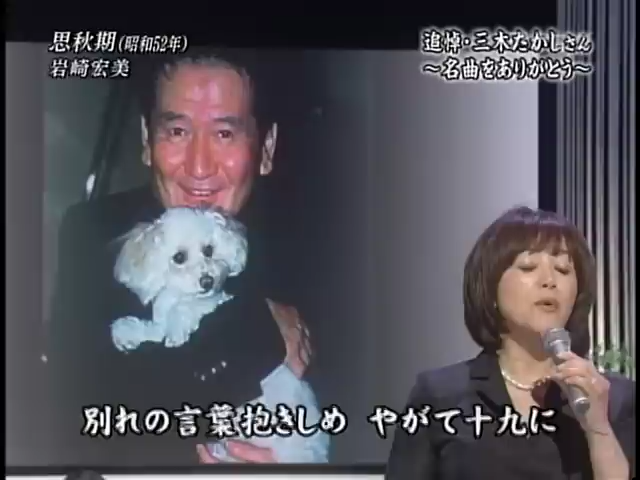 思秋期(昭和52年)
岩崎宏美
追悼・三木たかしさん
～名曲をありがとう～
別れの言葉抱きしめ やがて十九に